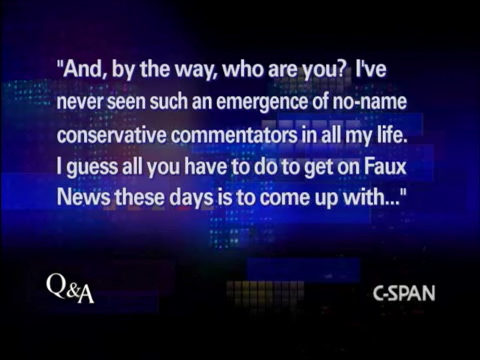 "And, by the way, who are you?  I've
never seen such an emergence of no-name
conservative commentators in all my life.
I guess all you have to do to get on Faux
News these days is to come up with..."
Q&A
C-SPAN